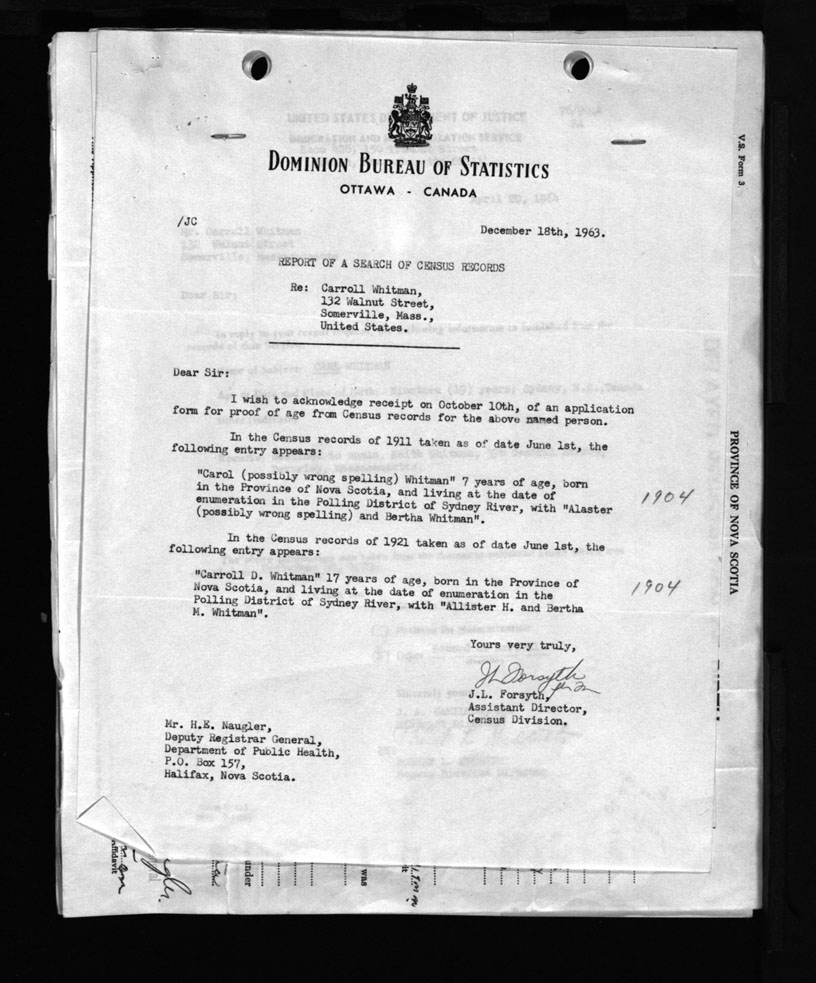 DOMINION BUREAU OF STATISTICS
OTTAWA - CANADA
/JC
December 18th, 1963.
REPORT OF A SEARCH OF CENSUS RECORDS
Re: Carroll Whitman,
132 Walnut Street,
Somerville, Mass.,
United States.
Dear Sir:
I wish to acknowledge receipt on October 10th, of an application
form for proof of age from Census records for the above named person.
In the Census records of 1911 taken as of date June 1st, the
following entry appears:
"Carol (possibly wrong spelling) Whitman" 7 years of age, born
in the Province of Nova Scotia, and living at the date of
enumeration in the Polling District of Sydney River, with "Alaster
(possibly wrong spelling) and Bertha Whitman".
1904
In the Census records of 1921 taken as of date June 1st, the
following entry appears:
"Carroll D. Whitman" 17 years of age, born in the Province of
Nova Scotia, and living at the date of enumeration in the
Polling District of Sydney River, with "Allister H. and Bertha
M. Whitman".
1904
Yours very truly,
JL Forsyth
J.L. Forsyth,
Assistant Director,
Census Division.
Mr. H.E. Naugler,
Deputy Registrar General,
Department of Public Health,
P.O. Box 157,
Halifax, Nova Scotia.
V.S. Form 3
PROVINCE OF NOVA SCOTIA
under
was